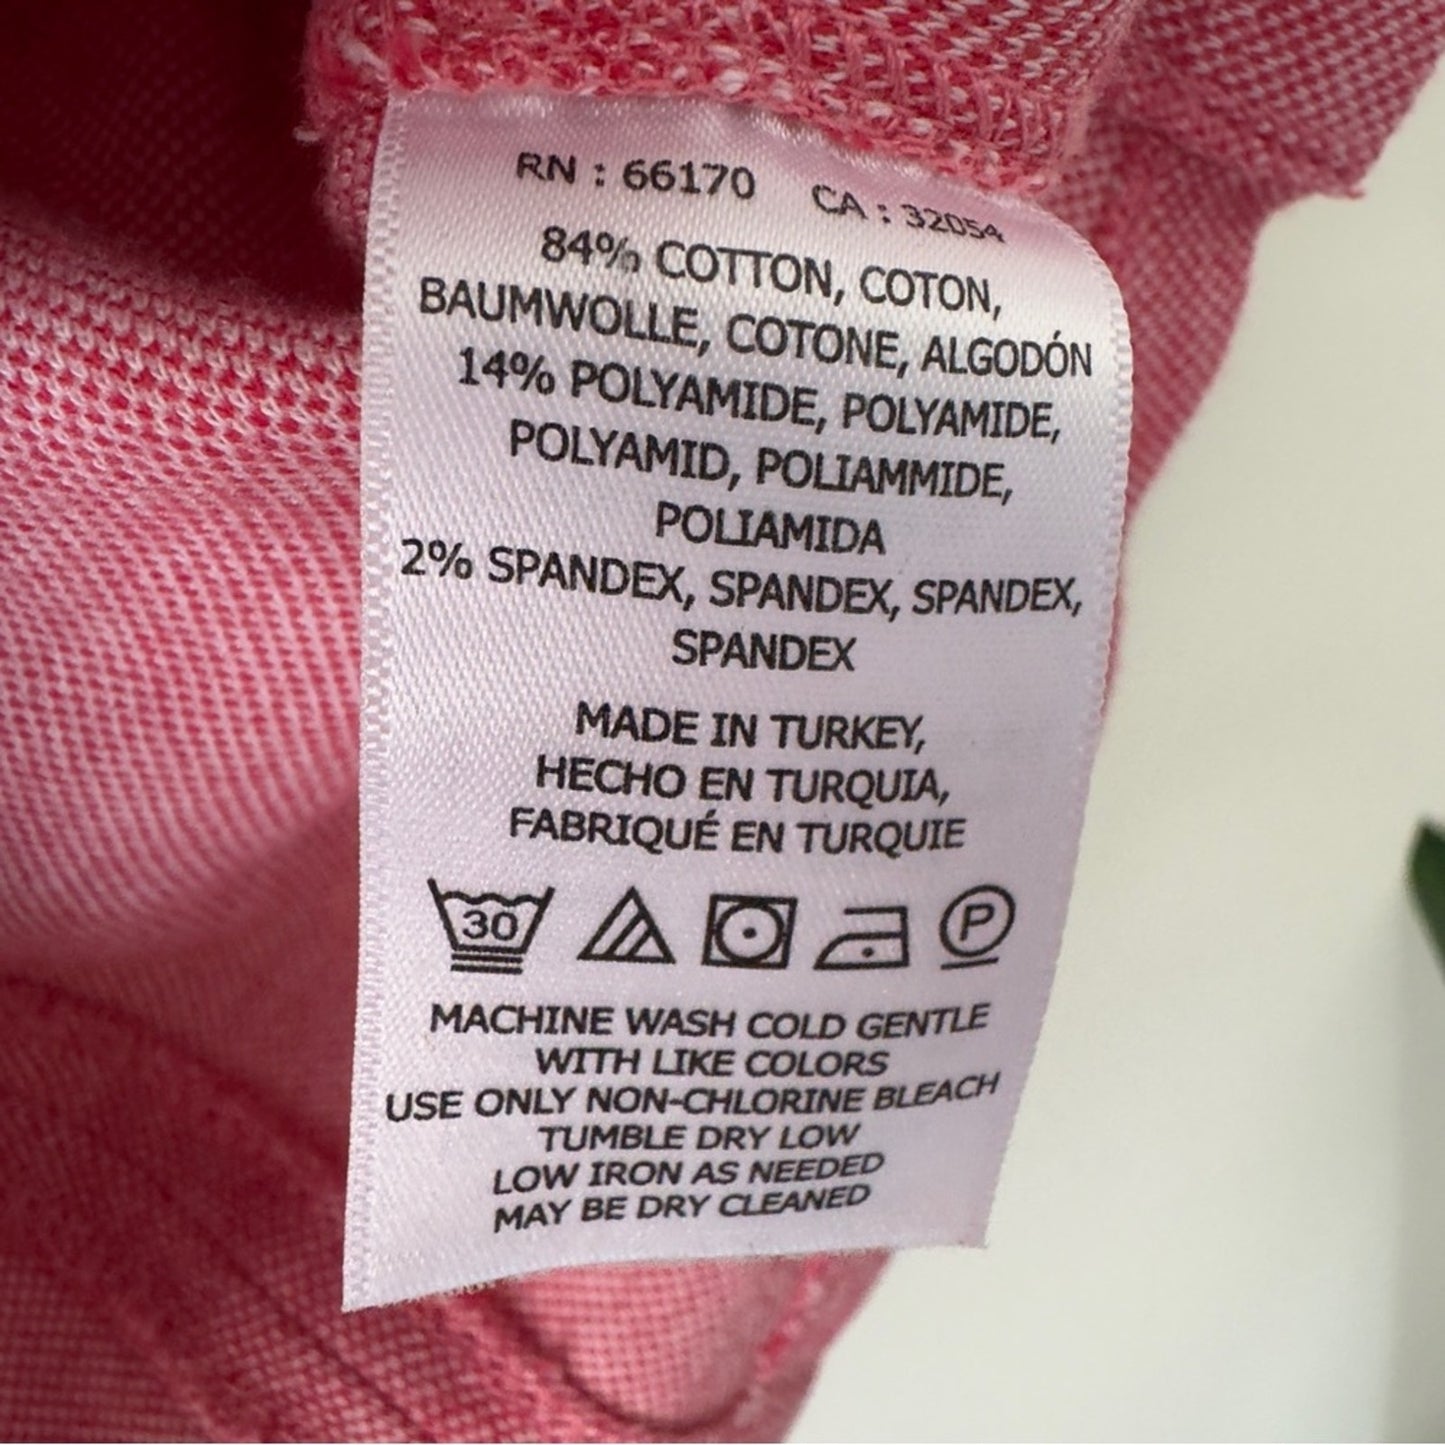 RN : 66170 CA : 32054
84% COTTON, COTON,
BAUMWOLLE, COTONE, ALGODÓN
14% POLYAMIDE, POLYAMIDE,
POLYAMID, POLIAMMIDE,
POLIAMIDA
2% SPANDEX, SPANDEX, SPANDEX,
SPANDEX
MADE IN TURKEY,
HECHO EN TURQUIA,
FABRIQUÉ EN TURQUIE
30 P
MACHINE WASH COLD GENTLE
WITH LIKE COLORS
USE ONLY NON-CHLORINE BLEACH
TUMBLE DRY LOW
LOW IRON AS NEEDED
MAY BE DRY CLEANED